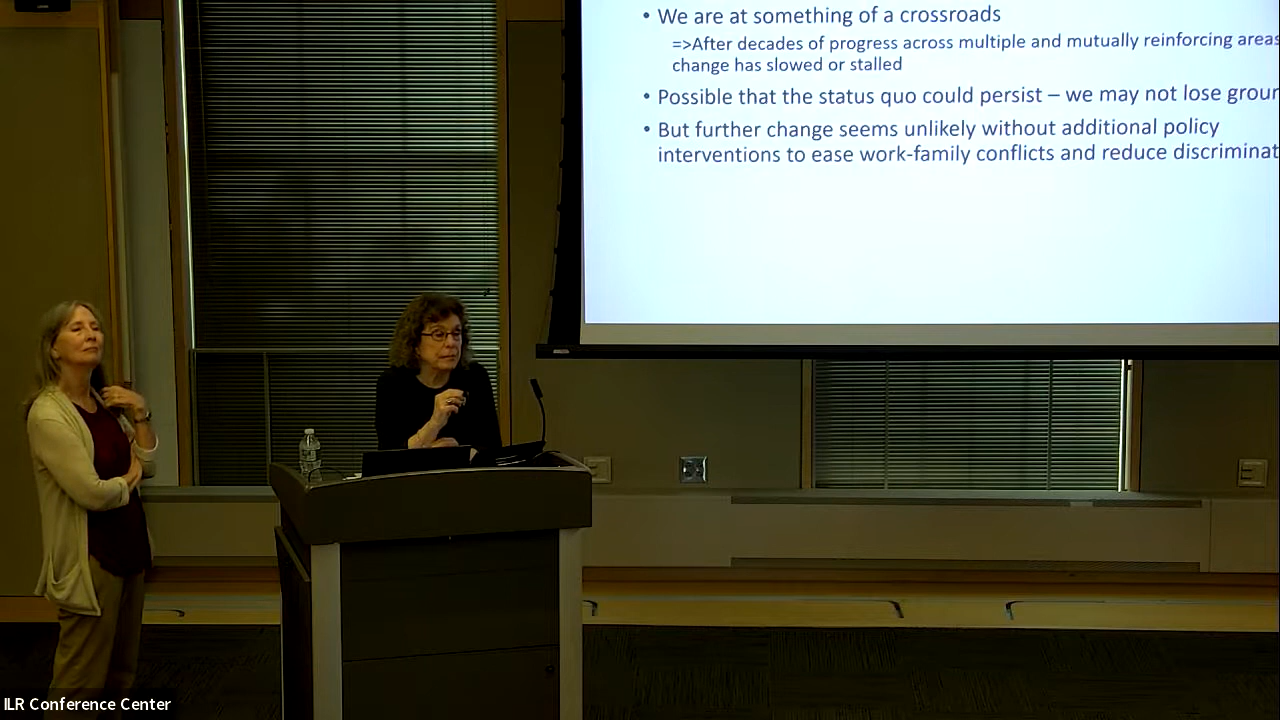 • We are at something of a crossroads
=>After decades of progress across multiple and mutually reinforcing areas
change has slowed or stalled
• Possible that the status quo could persist – we may not lose
• But further change seems unlikely without additional policy
interventions to ease work-family conflicts and reduce
ILR Conference Center